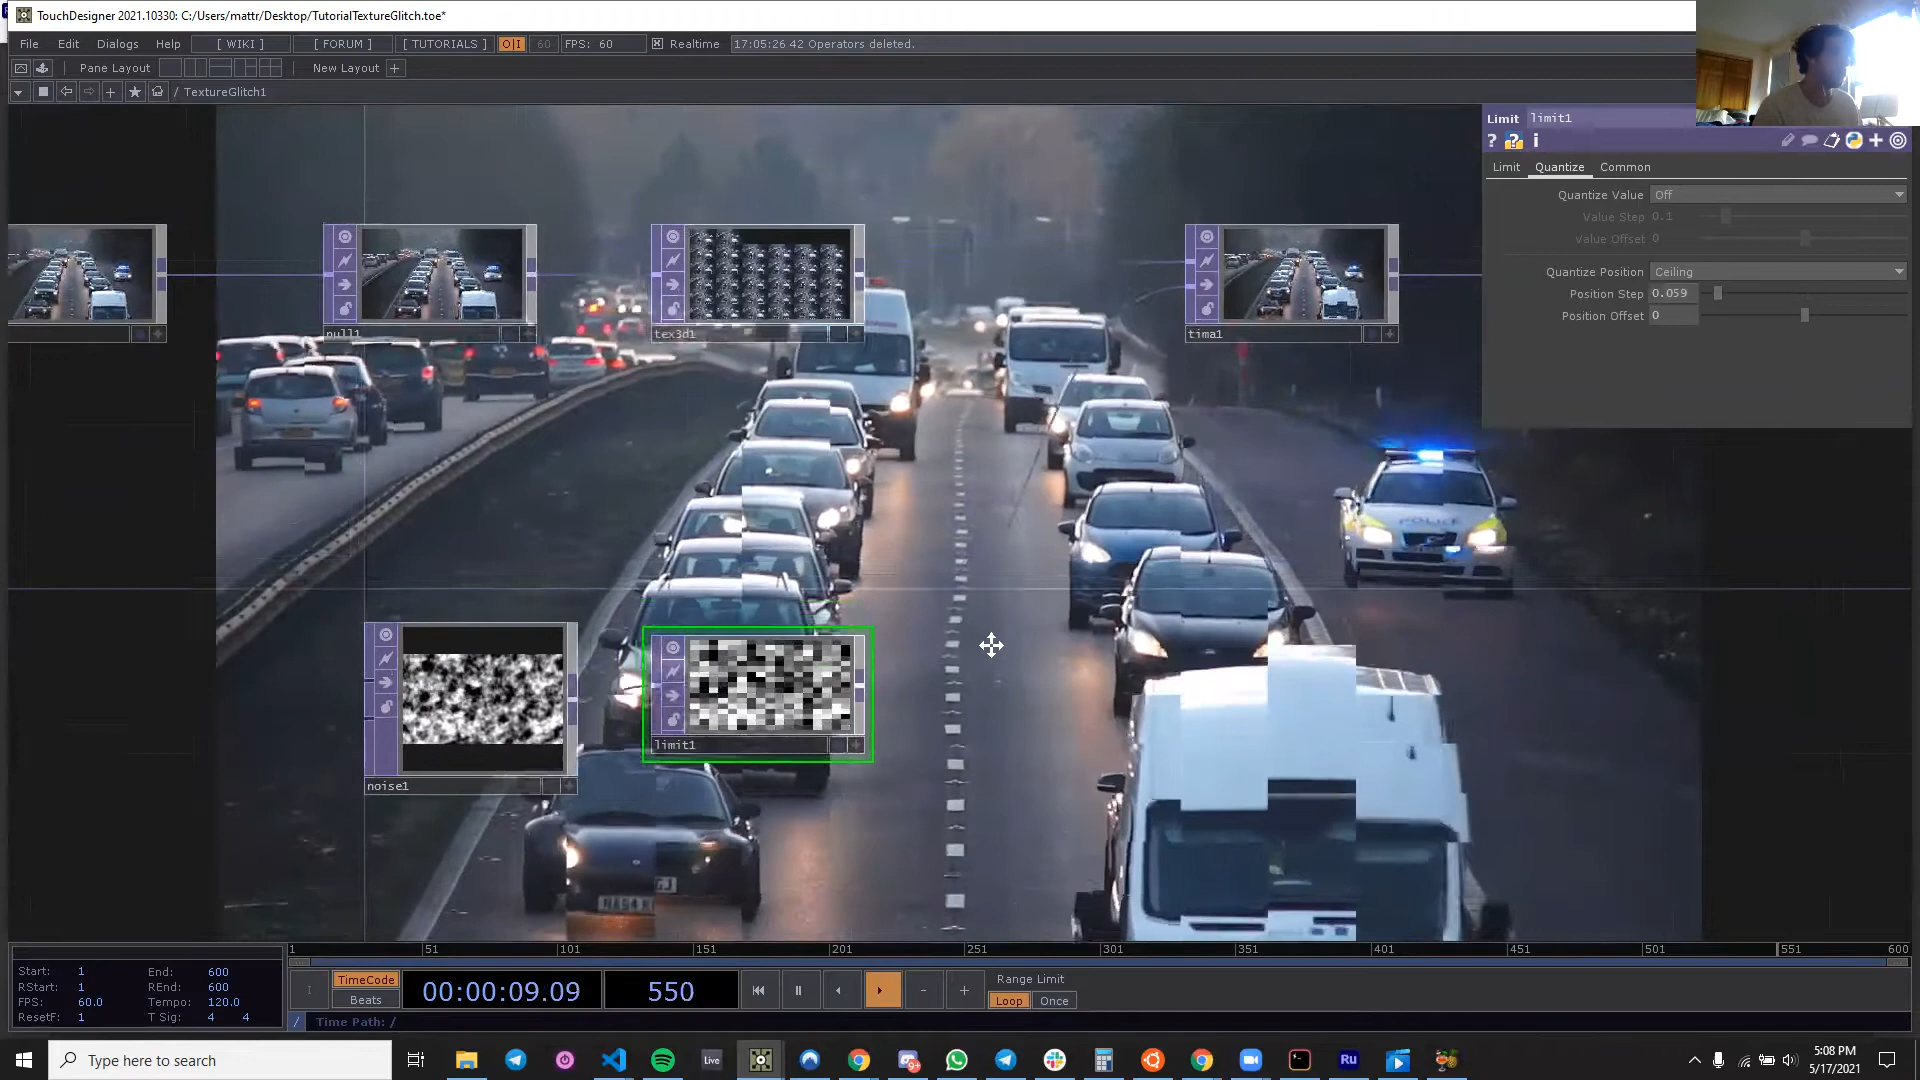 TouchDesigner 2021.10330: C:/Users/mattr/Desktop/TutorialTextureGlitch.toe*
File Edit Dialogs Help [ WIKI ] [ FORUM ] [ TUTORIALS ] O|I 60 FPS: 60 Realtime 17:05:26 42 Operators deleted.
Pane Layout New Layout +
/ TextureGlitch1
Limit limit1
? ? i
Limit Quantize Common
Quantize Value Off
Value Step 0.1
Value Offset 0
Quantize Position Ceiling
Position Step 0.059
Position Offset 0
null1
tex3d1
tima1
POLICE
limit1
noise1
1 51 101 151 201 251 301 351 401 451 501 551 600
Start: 1 End: 600
RStart: 1 REnd: 600
FPS: 60.0 Tempo: 120.0
ResetF: 1 T Sig: 4 4
TimeCode
Beats
00:00:09.09
550
Range Limit
Loop Once
/ Time Path: /
Type here to search
Live
9+
Ru
5:08 PM
5/17/2021